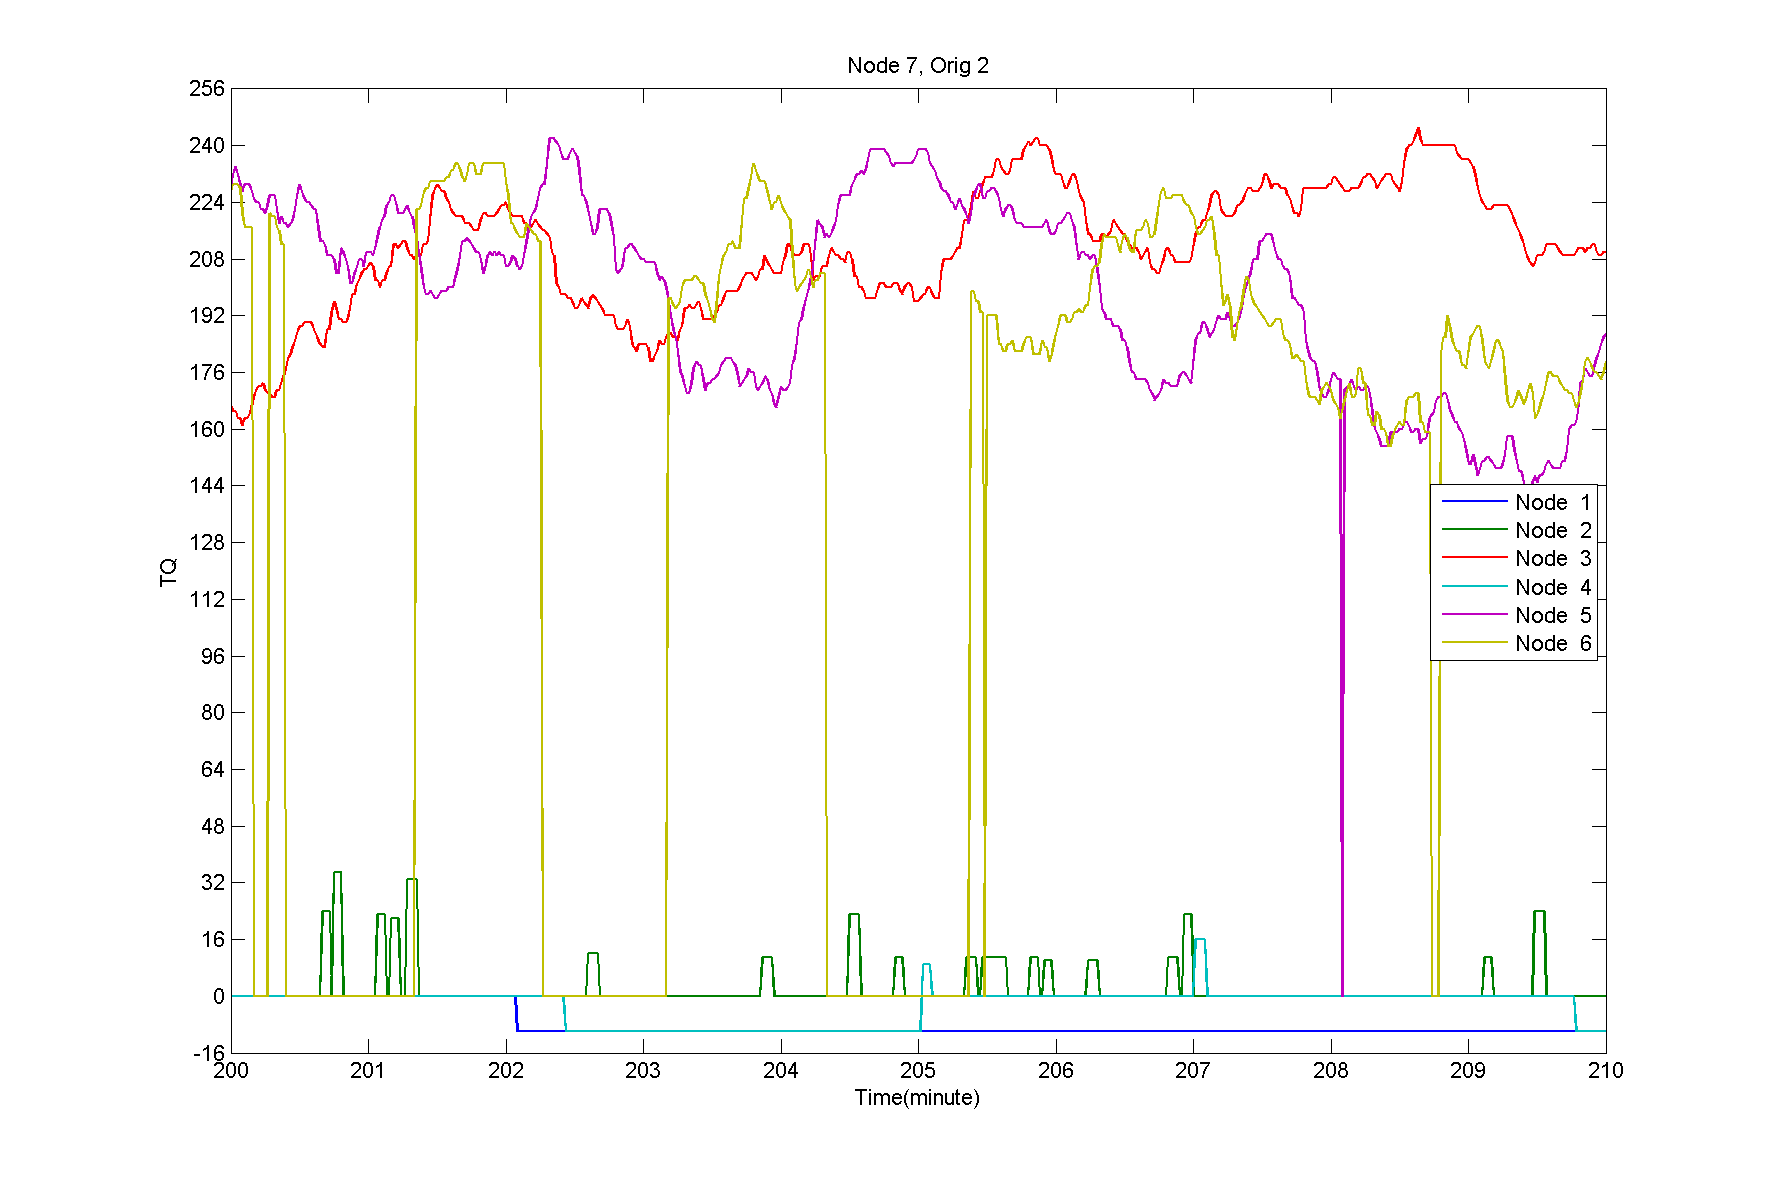 Node 7, Orig 2
256
240
224
208
192
176
160
144
128
112
96
80
64
48
32
16
0
-16
TQ
Node 1
Node 2
Node 3
Node 4
Node 5
Node 6
200 201 202 203 204 205 206 207 208 209 210
Time(minute)